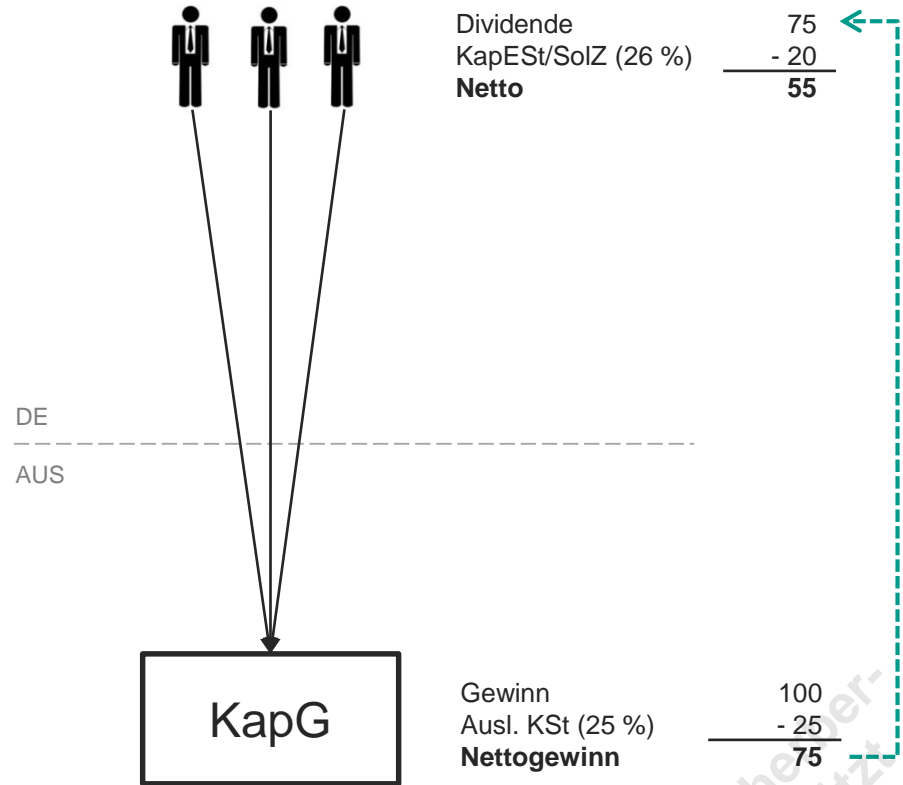 Dividende 75
KapESt/SolZ (26 %) - 20
Netto 55
DE
AUS
KapG
Gewinn 100
Ausl. KSt (25 %) - 25
Nettogewinn 75